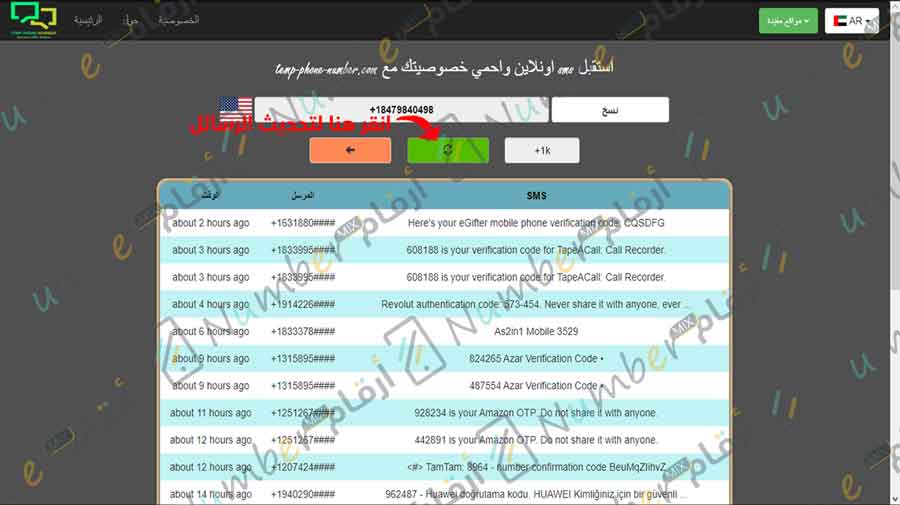 الرئيسية حول الخصوصية
مواقع مفيدة AR
TEMP PHONE NUMBER
استقبل sms اونلاين واحمي خصوصيتك مع temp-phone-number.com
+18479840498 نسخ
انقر هنا لتحديث الرسائل
+1k
الوقت المرسل SMS
about 2 hours ago +1631880#### Here's your eGifter mobile phone verification code: CQSDFG
about 3 hours ago +1833995#### 608188 is your verification code for TapeACall: Call Recorder.
about 3 hours ago +1833995#### 608188 is your verification code for TapeACall: Call Recorder.
about 4 hours ago +1914226#### Revolut authentication code: 573-454. Never share it with anyone, ever ...
about 6 hours ago +1833378#### As2in1 Mobile 3529
about 9 hours ago +1315895#### 824265 Azar Verification Code •
about 9 hours ago +1315895#### 487554 Azar Verification Code •
about 11 hours ago +1251267#### 928234 is your Amazon OTP. Do not share it with anyone.
about 12 hours ago +1251267#### 442891 is your Amazon OTP. Do not share it with anyone.
about 12 hours ago +1207424#### <#> TamTam: 8964 - number confirmation code BeuMqZIihvZ
about 14 hours ago +1940290#### 962487 - Huawei doğrulama kodu. HUAWEI Kimliğiniz için bir güvenli ...
أرقام Number MIX